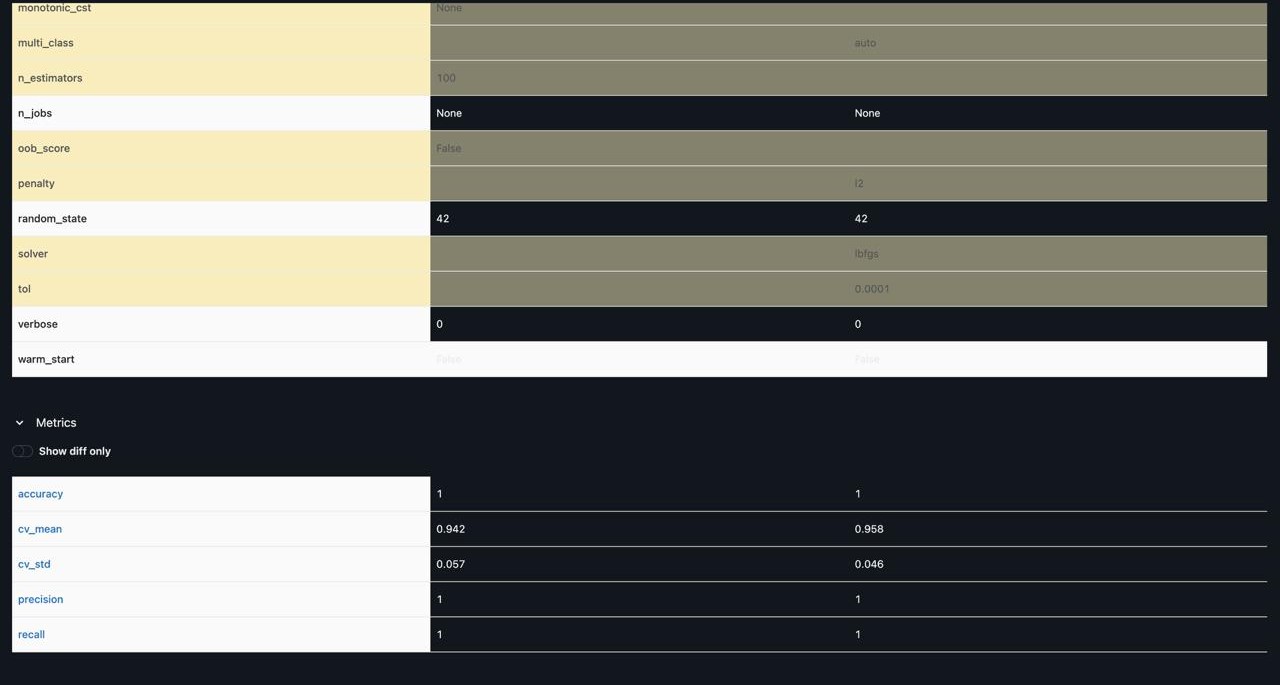 monotonic_cst None
multi_class auto
n_estimators 100
n_jobs None None
oob_score False
penalty l2
random_state 42 42
solver lbfgs
tol 0.0001
verbose 0 0
warm_start False False
Metrics
Show diff only
accuracy 1 1
cv_mean 0.942 0.958
cv_std 0.057 0.046
precision 1 1
recall 1 1